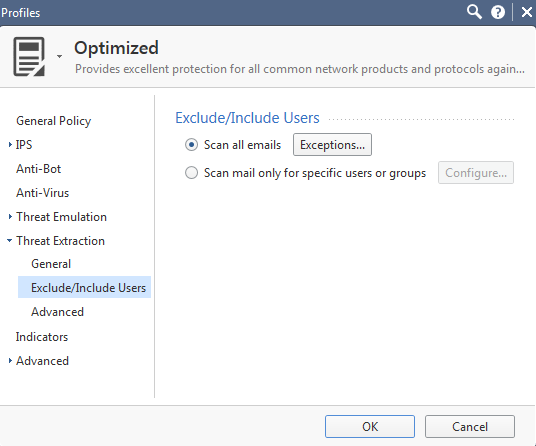 Profiles
Optimized
Provides excellent protection for all common network products and protocols again...
General Policy
IPS
Anti-Bot
Anti-Virus
Threat Emulation
Threat Extraction
General
Exclude/Include Users
Advanced
Indicators
Advanced
Exclude/Include Users
Scan all emails Exceptions...
Scan mail only for specific users or groups Configure...
OK Cancel